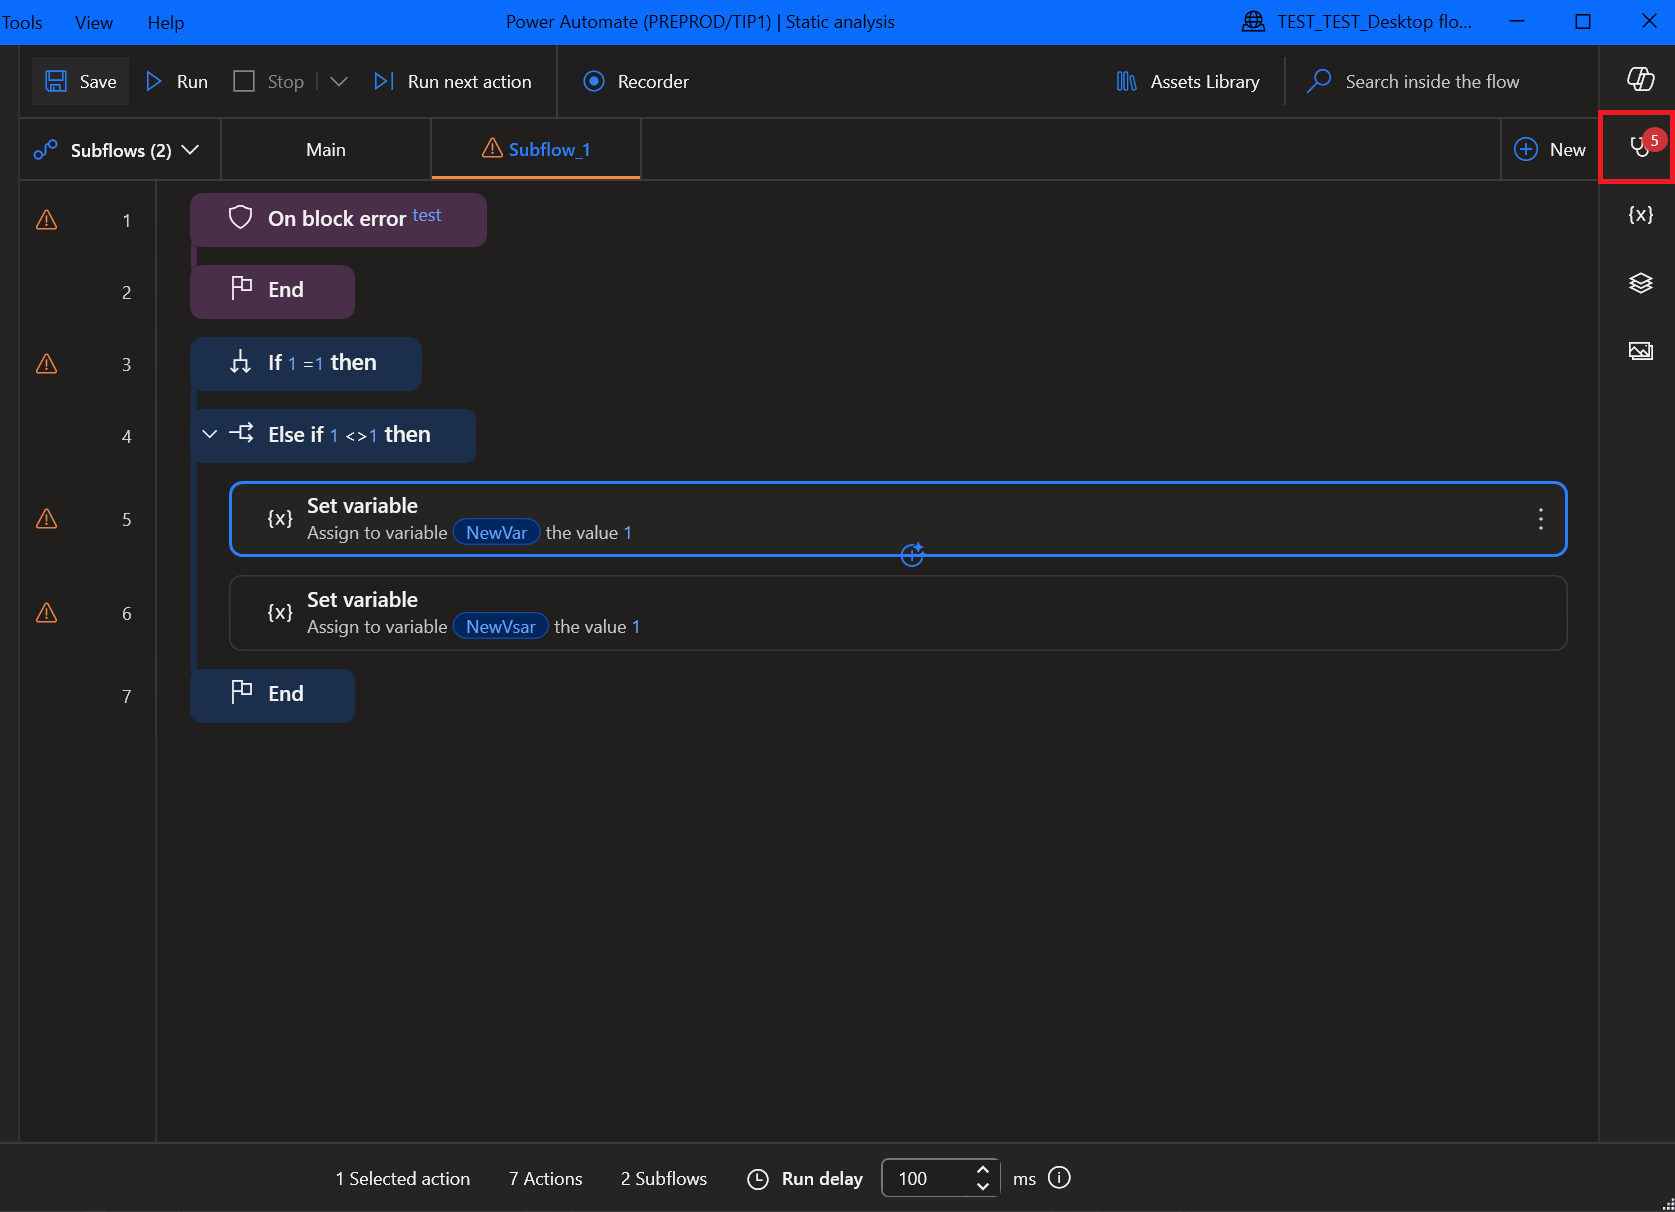 Tools View Help Power Automate (PREPROD/TIP1) | Static analysis TEST_TEST_Desktop flo...
Save Run Stop Run next action Recorder Assets Library Search inside the flow
Subflows (2) Main Subflow_1 New 5
1 On block error test
{x}
2 End
3 If 1 =1 then
4 Else if 1 <>1 then
{x} Set variable
5 Assign to variable NewVar the value 1
{x} Set variable
6 Assign to variable NewVsar the value 1
7 End
1 Selected action 7 Actions 2 Subflows Run delay 100 ms